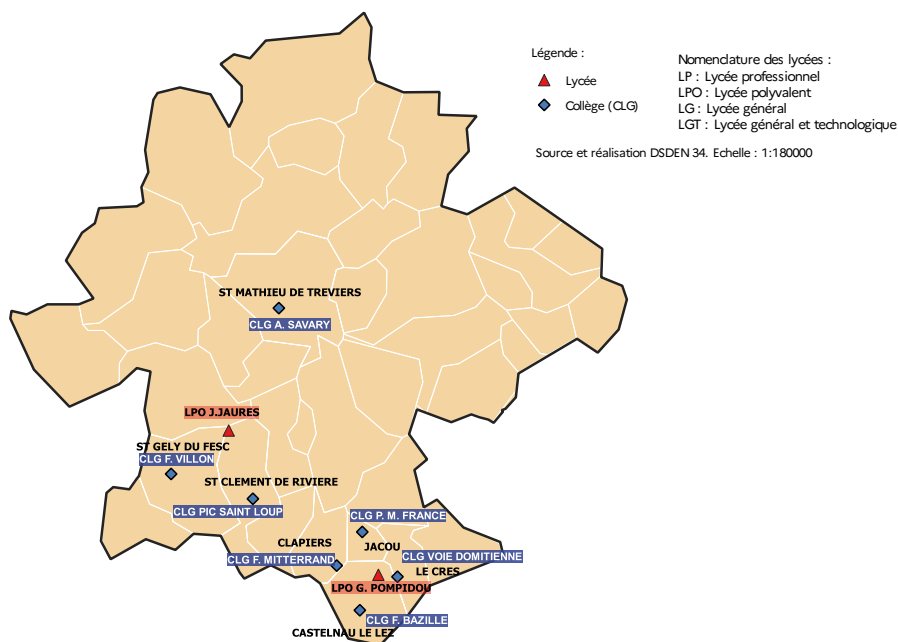 Légende :
Lycée
Collège (CLG)
Nomenclature des lycées :
LP : Lycée professionnel
LPO : Lycée polyvalent
LG : Lycée général
LGT : Lycée général et technologique
Source et réalisation DSDEN 34. Echelle : 1:180000
ST MATHIEU DE TREVIERS
CLG A. SAVARY
LPO J.JAURES
ST GELY DU FESC
CLG F. VILLON
ST CLEMENT DE RIVIERE
CLG PIC SAINT LOUP
CLG P. M. FRANCE
CLAPIERS
JACOU
CLG F. MITTERRAND
CLG VOIE DOMITIENNE
LE CRES
LPO G. POMPIDOU
CLG F. BAZILLE
CASTELNAU LE LEZ